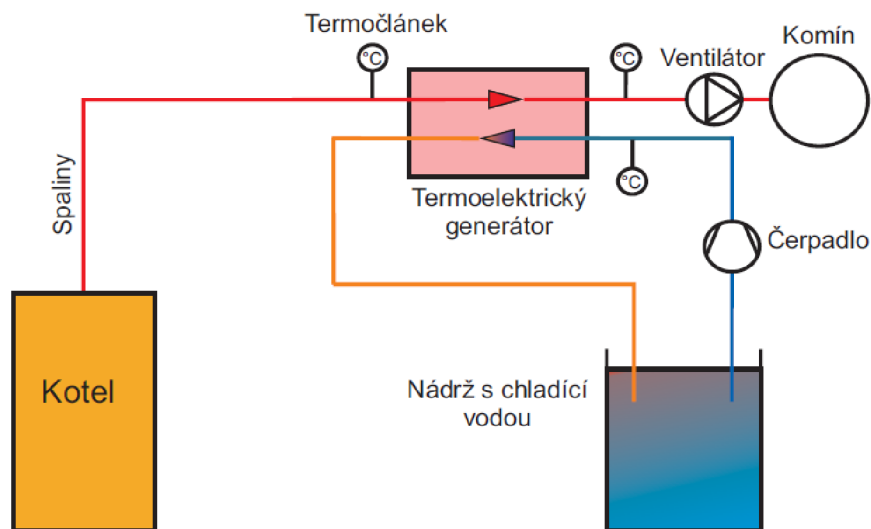 Termočlánek
Komín
Ventilátor
°C
°C
Spaliny
°C
Termoelektrický
generátor
Čerpadlo
Kotel
Nádrž s chladící
vodou